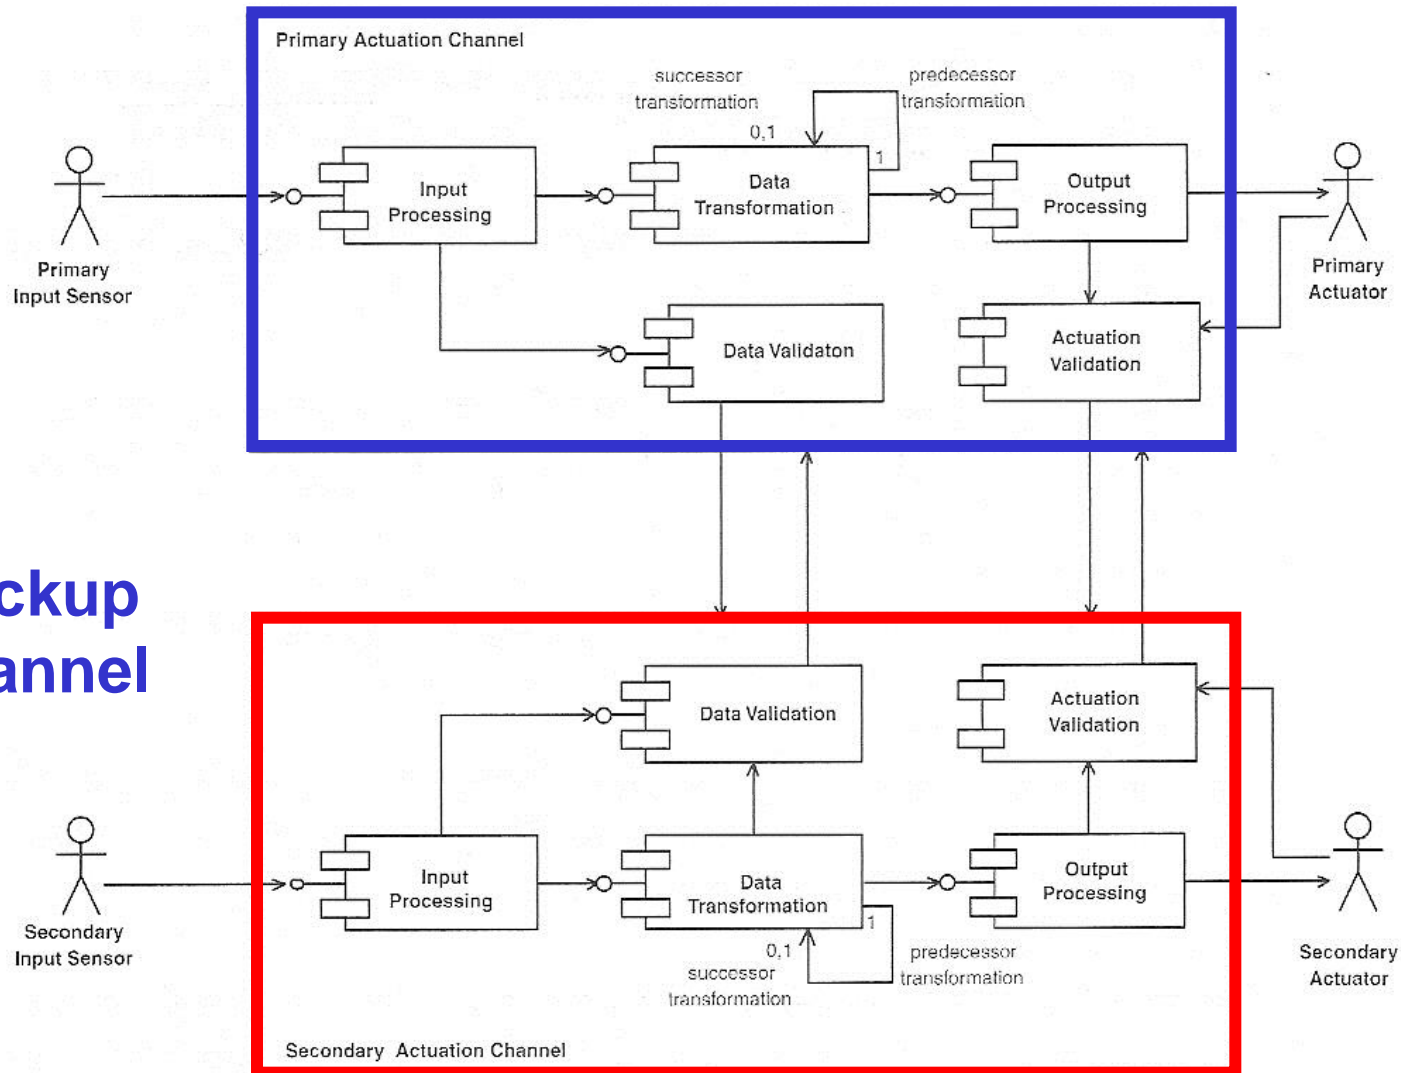 Primary Actuation Channel
successor
transformation
predecessor
transformation
0,1
1
Input
Processing
Data
Transformation
Output
Processing
Primary
Input Sensor
Primary
Actuator
Data Validaton
Actuation
Validation
ckup
annel
Data Validation
Actuation
Validation
Input
Processing
Data
Transformation
Output
Processing
1
0,1
successor
transformation
predecessor
transformation
Secondary
Input Sensor
Secondary
Actuator
Secondary Actuation Channel